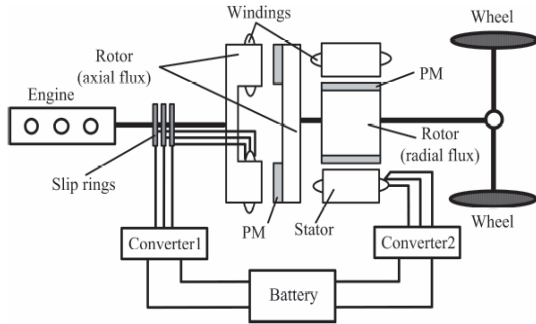 Windings
Wheel
Rotor
(axial flux)
PM
Engine
Rotor
(radial flux)
Slip rings
PM
Stator
Wheel
Converter1
Converter2
Battery